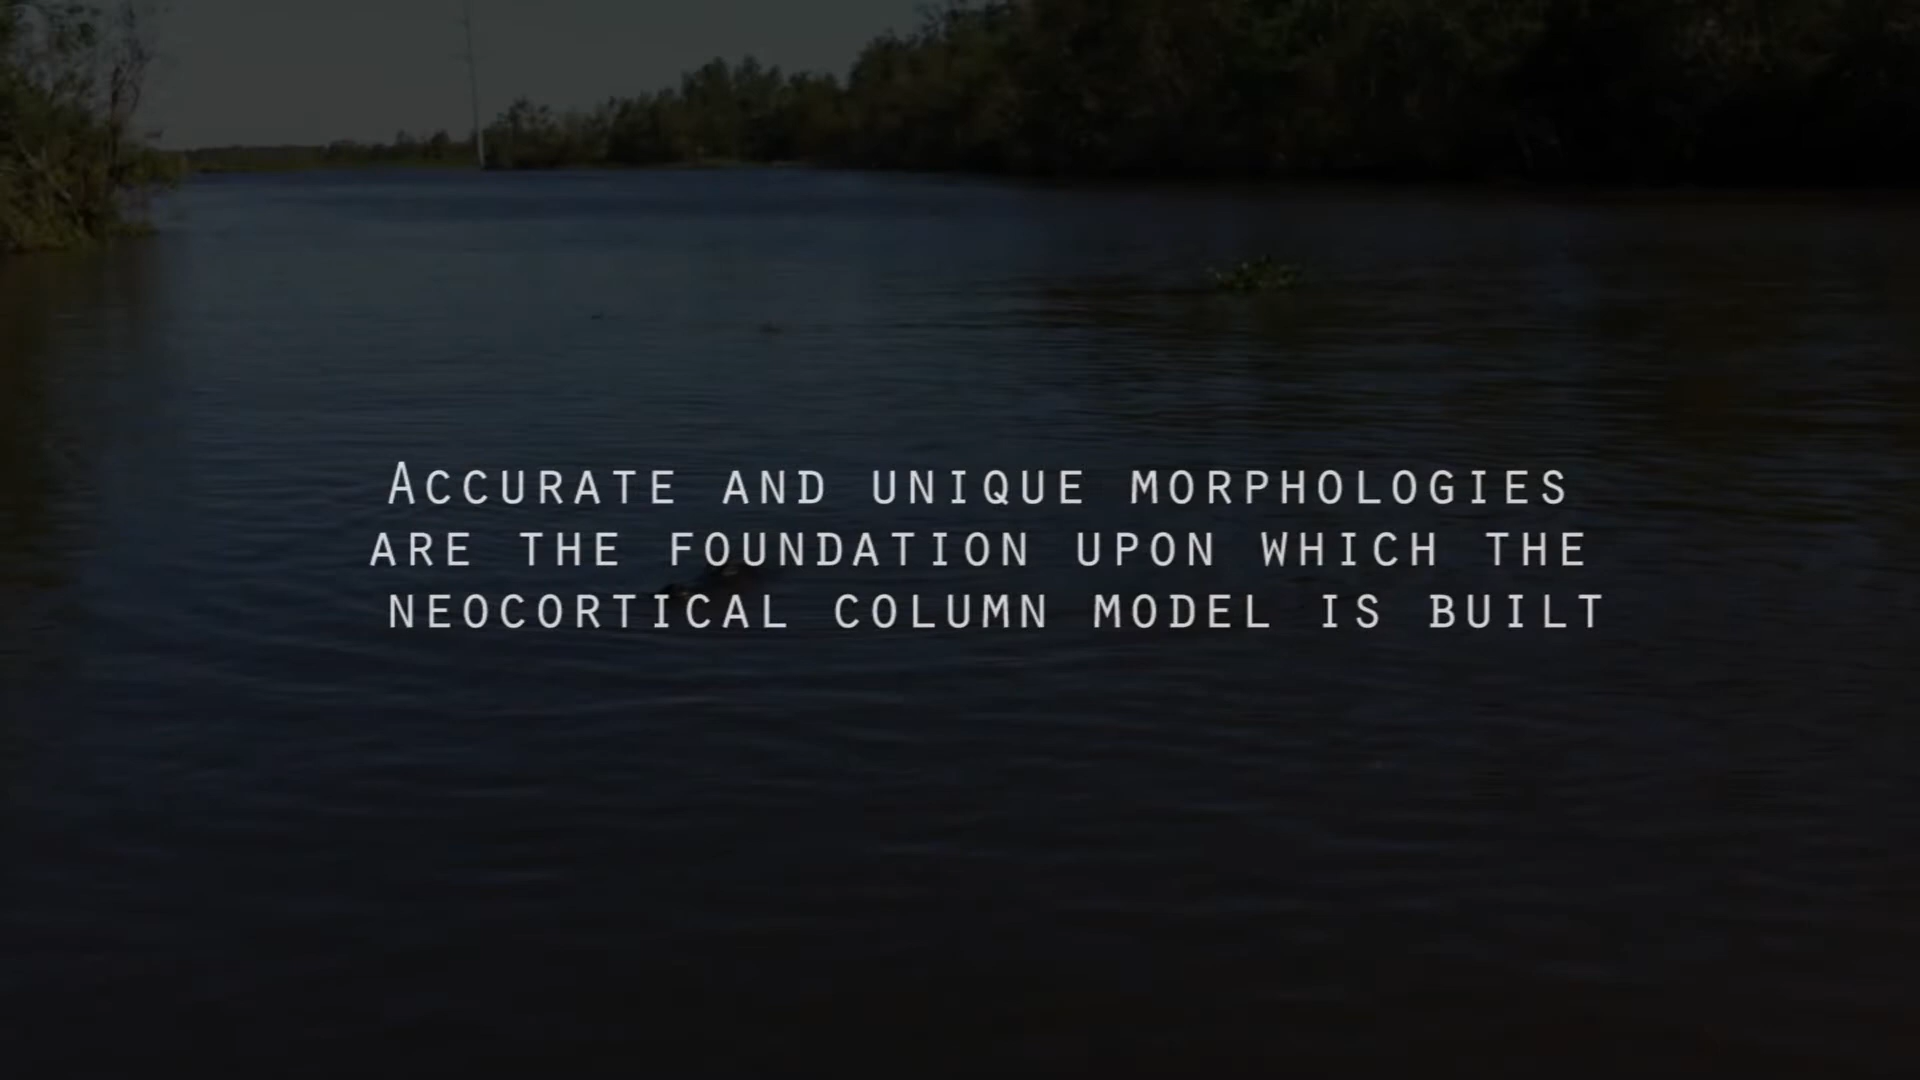 Accurate and unique morphologies
are the foundation upon which the
neocortical column model is built